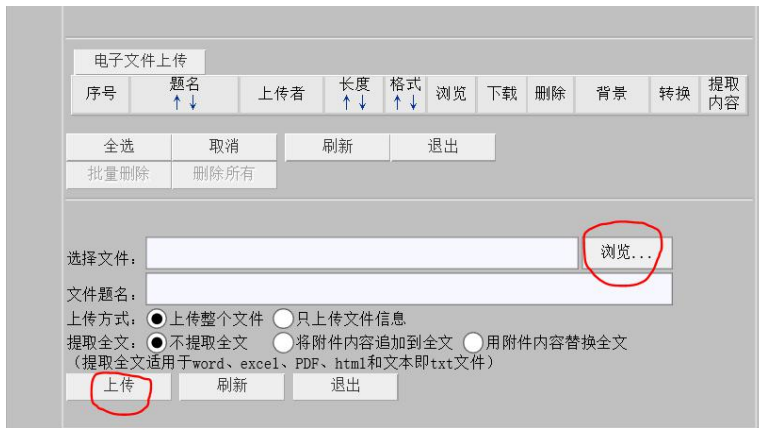 电子文件上传
序号 题名↑↓ 上传者 长度↑↓ 格式↑↓ 浏览 下载 删除 背景 转换 提取内容
全选 取消 刷新 退出
批量删除 删除所有
选择文件： 浏览...
文件题名：
上传方式： 上传整个文件 只上传文件信息
提取全文： 不提取全文 将附件内容追加到全文 用附件内容替换全文
（提取全文适用于word、excel、PDF、html和文本即txt文件）
上传 刷新 退出